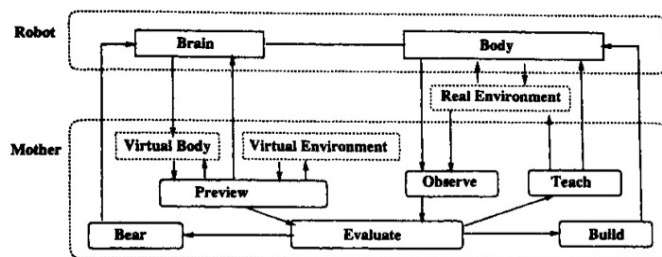 Robot
Brain
Body
Real Environment
Mother
Virtual Body
Virtual Environment
Preview
Observe
Teach
Bear
Evaluate
Build